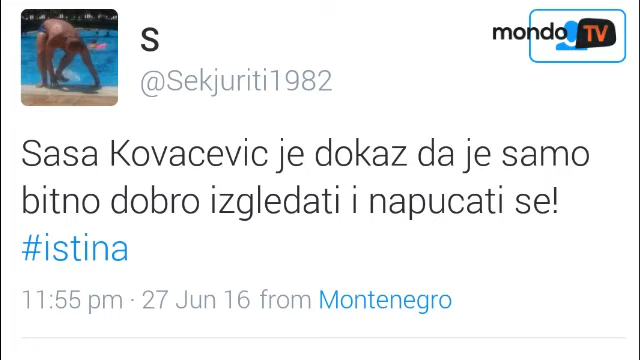 S
mondo TV
@Sekjuriti1982
Sasa Kovacevic je dokaz da je samo
bitno dobro izgledati i napucati se!
#istina
11:55 pm · 27 Jun 16 from Montenegro